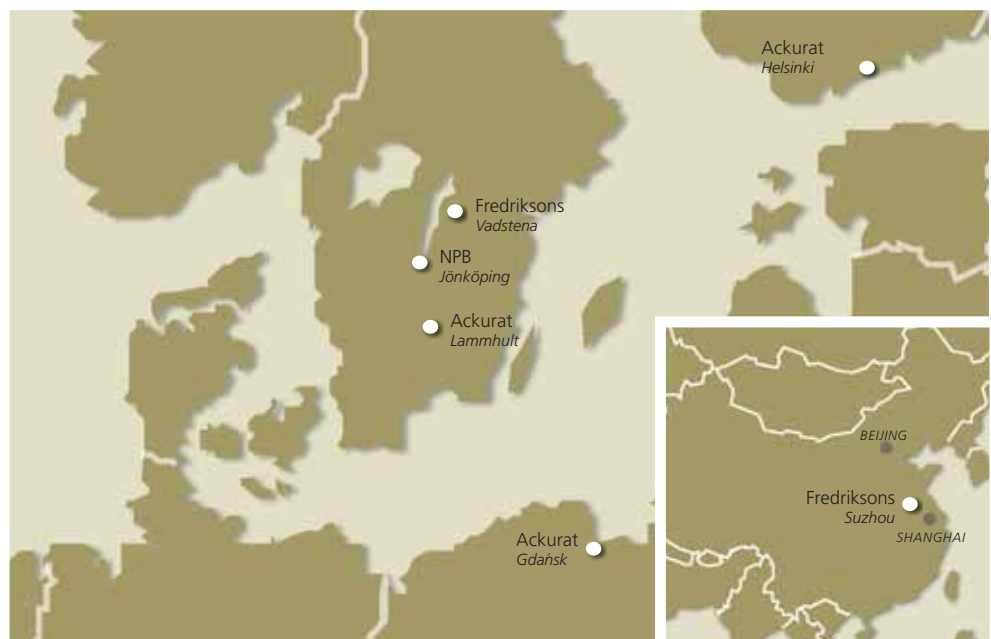 Ackurat
Helsinki
Fredriksons
Vadstena
NPB
Jönköping
Ackurat
Lammhult
BEIJING
Fredriksons
Suzhou
SHANGHAI
Ackurat
Gdańsk